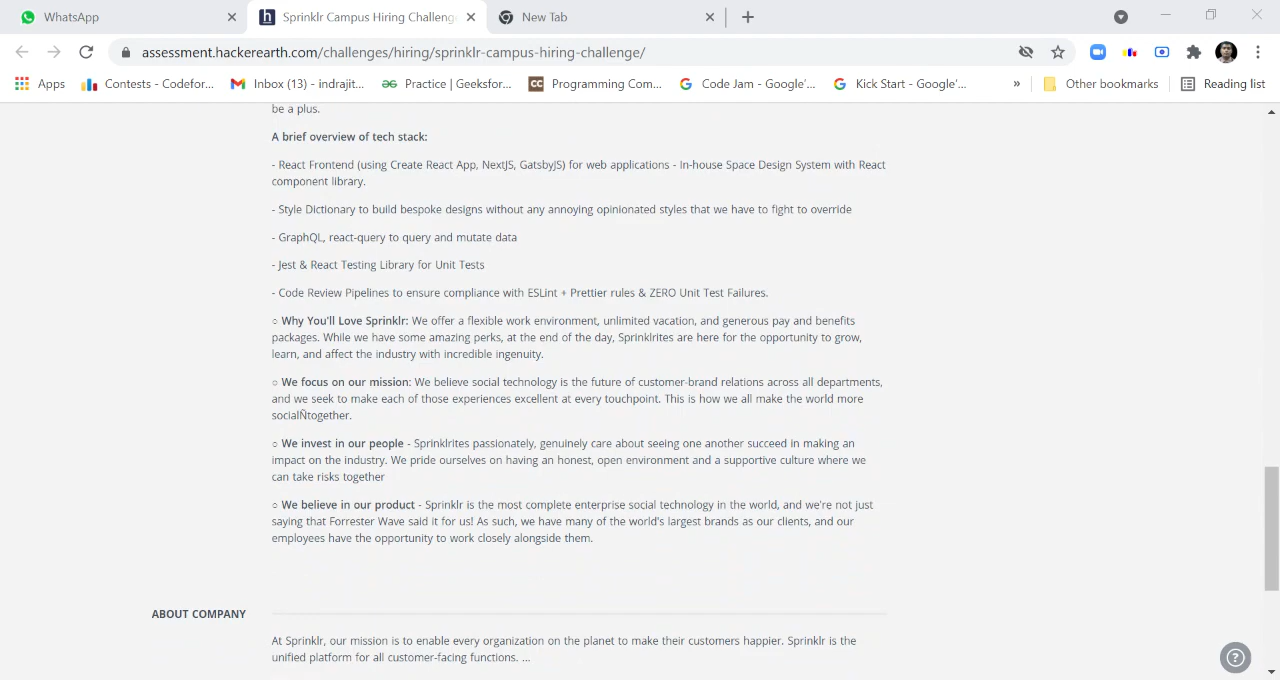 WhatsApp
Sprinklr Campus Hiring Challenge
New Tab
assessment.hackerearth.com/challenges/hiring/sprinklr-campus-hiring-challenge/
Apps
Contests - Codefor...
Inbox (13) - indrajit...
Practice | Geeksfor...
CC
Programming Com...
Code Jam - Google'...
Kick Start - Google'...
»
Other bookmarks
Reading list
be a plus.
A brief overview of tech stack:
- React Frontend (using Create React App, NextJS, GatsbyJS) for web applications - In-house Space Design System with React
component library.
- Style Dictionary to build bespoke designs without any annoying opinionated styles that we have to fight to override
- GraphQL, react-query to query and mutate data
- Jest & React Testing Library for Unit Tests
- Code Review Pipelines to ensure compliance with ESLint + Prettier rules & ZERO Unit Test Failures.
○ Why You'll Love Sprinklr: We offer a flexible work environment, unlimited vacation, and generous pay and benefits
packages. While we have some amazing perks, at the end of the day, Sprinklrites are here for the opportunity to grow,
learn, and affect the industry with incredible ingenuity.
○ We focus on our mission: We believe social technology is the future of customer-brand relations across all departments,
and we seek to make each of those experiences excellent at every touchpoint. This is how we all make the world more
socialÑtogether.
○ We invest in our people - Sprinklrites passionately, genuinely care about seeing one another succeed in making an
impact on the industry. We pride ourselves on having an honest, open environment and a supportive culture where we
can take risks together
○ We believe in our product - Sprinklr is the most complete enterprise social technology in the world, and we're not just
saying that Forrester Wave said it for us! As such, we have many of the world's largest brands as our clients, and our
employees have the opportunity to work closely alongside them.
ABOUT COMPANY
At Sprinklr, our mission is to enable every organization on the planet to make their customers happier. Sprinklr is the
unified platform for all customer-facing functions. ...